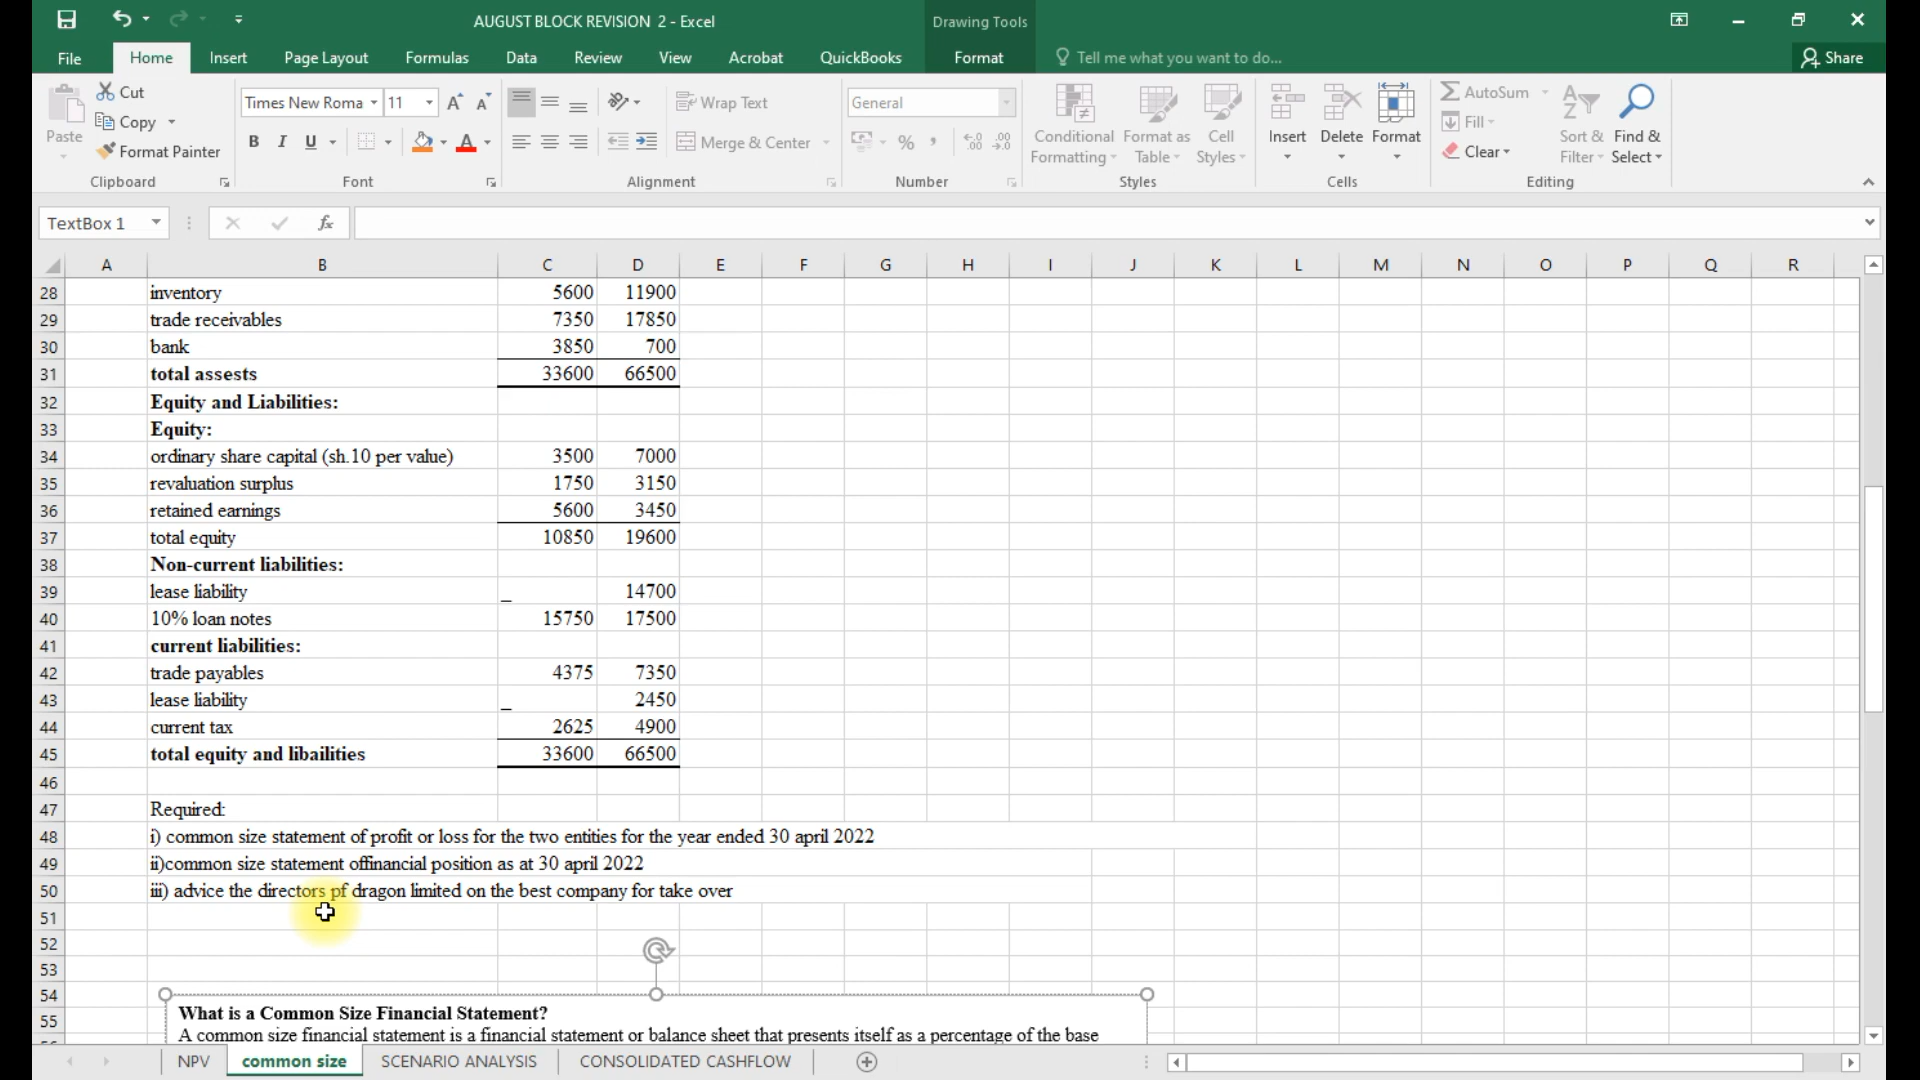 AUGUST BLOCK REVISION 2 - Excel
Drawing Tools
File Home Insert Page Layout Formulas Data Review View Acrobat QuickBooks Format Tell me what you want to do... Share
Paste
Cut
Copy
Format Painter
Clipboard
Times New Roma 11
B I U
Font
Wrap Text
Merge & Center
Alignment
General
%
Number
Conditional Formatting
Format as Table
Cell Styles
Styles
Insert Delete Format
Cells
AutoSum
Fill
Clear
Sort & Filter
Find & Select
Editing
TextBox 1 fx
A B C D E F G H I J K L M N O P Q R
28 inventory 5600 11900
29 trade receivables 7350 17850
30 bank 3850 700
31 total assests 33600 66500
32 Equity and Liabilities:
33 Equity:
34 ordinary share capital (sh.10 per value) 3500 7000
35 revaluation surplus 1750 3150
36 retained earnings 5600 3450
37 total equity 10850 19600
38 Non-current liabilities:
39 lease liability _ 14700
40 10% loan notes 15750 17500
41 current liabilities:
42 trade payables 4375 7350
43 lease liability _ 2450
44 current tax 2625 4900
45 total equity and libailities 33600 66500
46
47 Required:
48 i) common size statement of profit or loss for the two entities for the year ended 30 april 2022
49 ii)common size statement offinancial position as at 30 april 2022
50 iii) advice the directors pf dragon limited on the best company for take over
51
52
53
54 What is a Common Size Financial Statement?
55 A common size financial statement is a financial statement or balance sheet that presents itself as a percentage of the base
NPV common size SCENARIO ANALYSIS CONSOLIDATED CASHFLOW